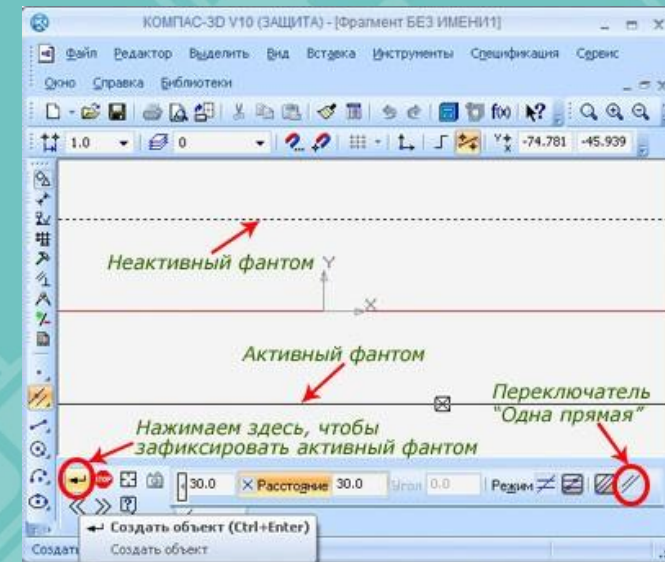 КОМПАС-3D V10 (ЗАЩИТА) - [Фрагмент БЕЗ ИМЕНИ1]
Файл Редактор Выделить Вид Вставка Инструменты Спецификация Сервис
Окно Справка Библиотеки
1.0 0 -74.781 -45.939
Неактивный фантом
Y
X
Активный фантом
Переключатель
"Одна прямая"
Нажимаем здесь, чтобы
зафиксировать активный фантом
30.0 Расстояние 30.0 Угол 0.0 Режим
Создать объект (Ctrl+Enter)
Создать объект